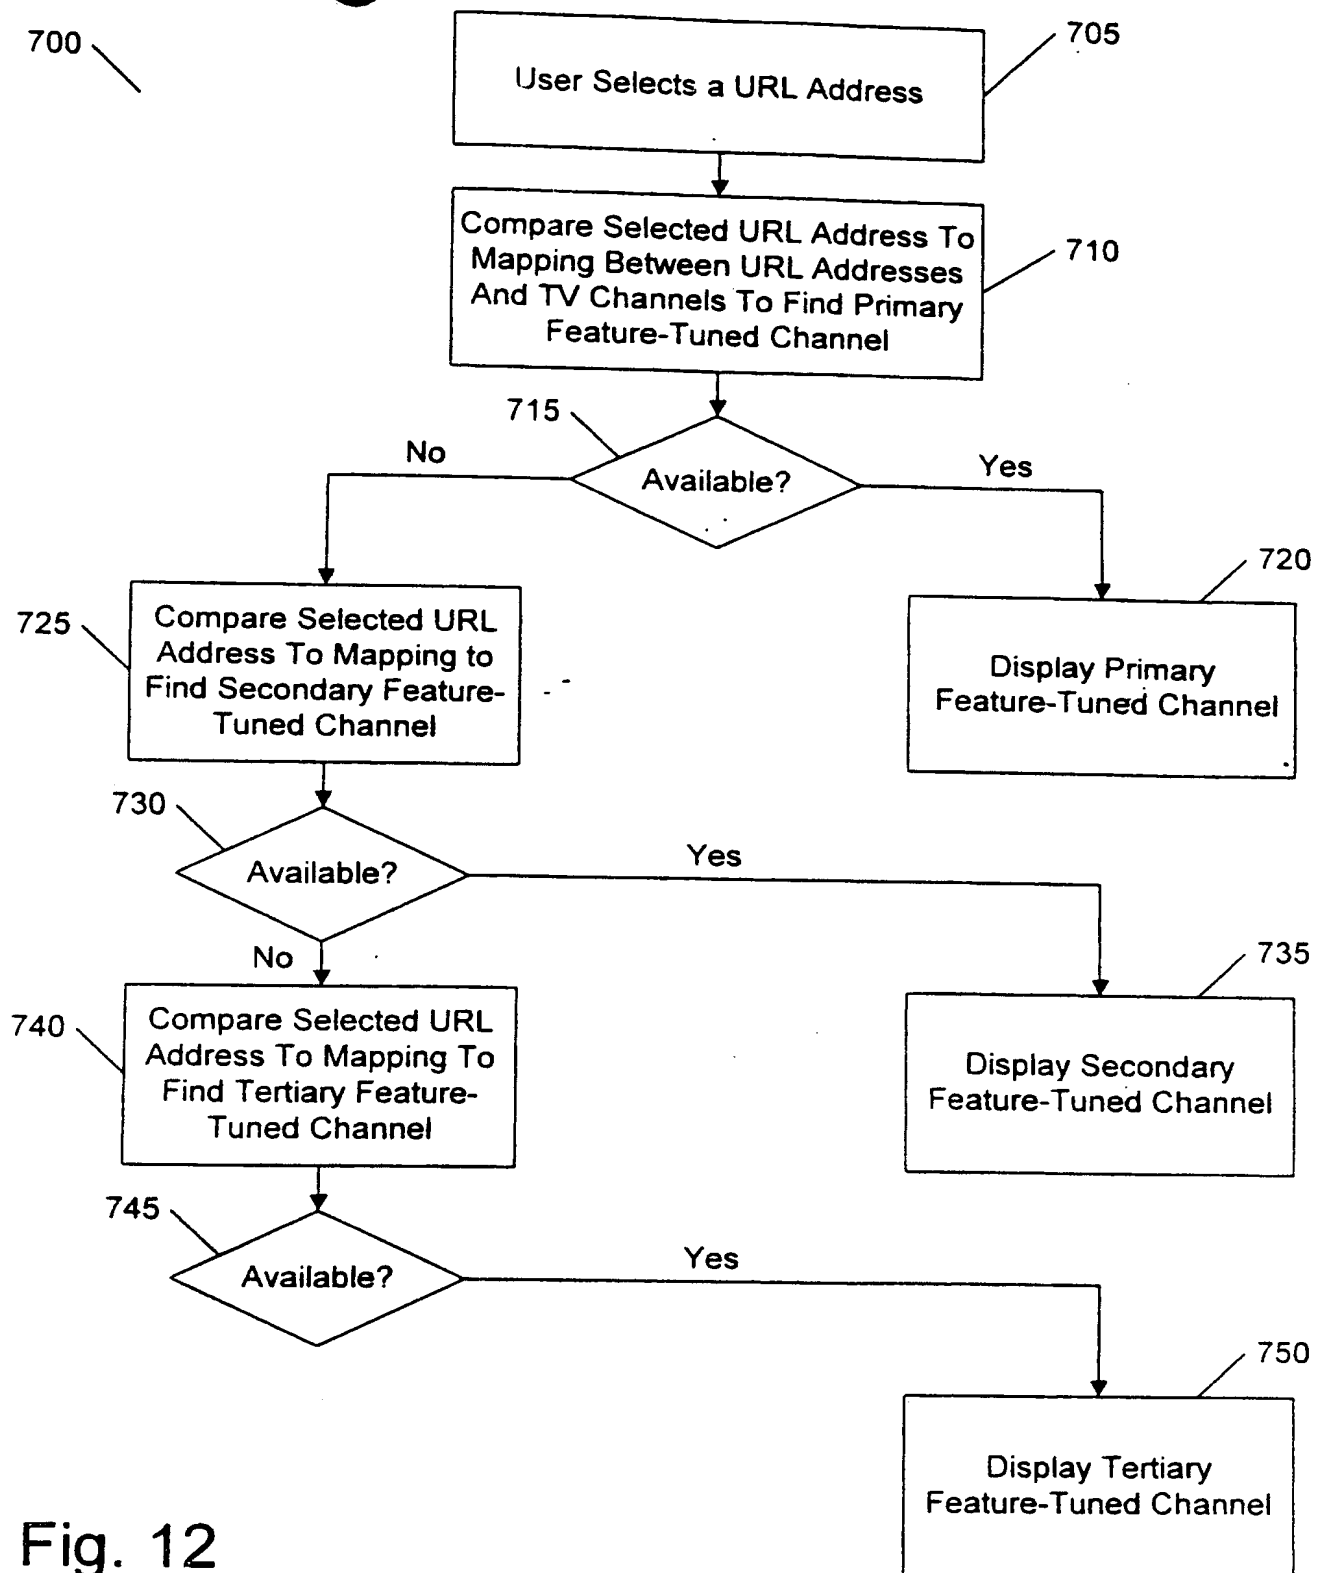 700
705
User Selects a URL Address
Compare Selected URL Address To
Mapping Between URL Addresses
And TV Channels To Find Primary
Feature-Tuned Channel
710
715
No
Available?
Yes
720
725
Compare Selected URL
Address To Mapping to
Find Secondary Feature-
Tuned Channel
Display Primary
Feature-Tuned Channel
730
Available?
Yes
No
735
740
Compare Selected URL
Address To Mapping To
Find Tertiary Feature-
Tuned Channel
Display Secondary
Feature-Tuned Channel
745
Available?
Yes
750
Display Tertiary
Feature-Tuned Channel
Fig. 12